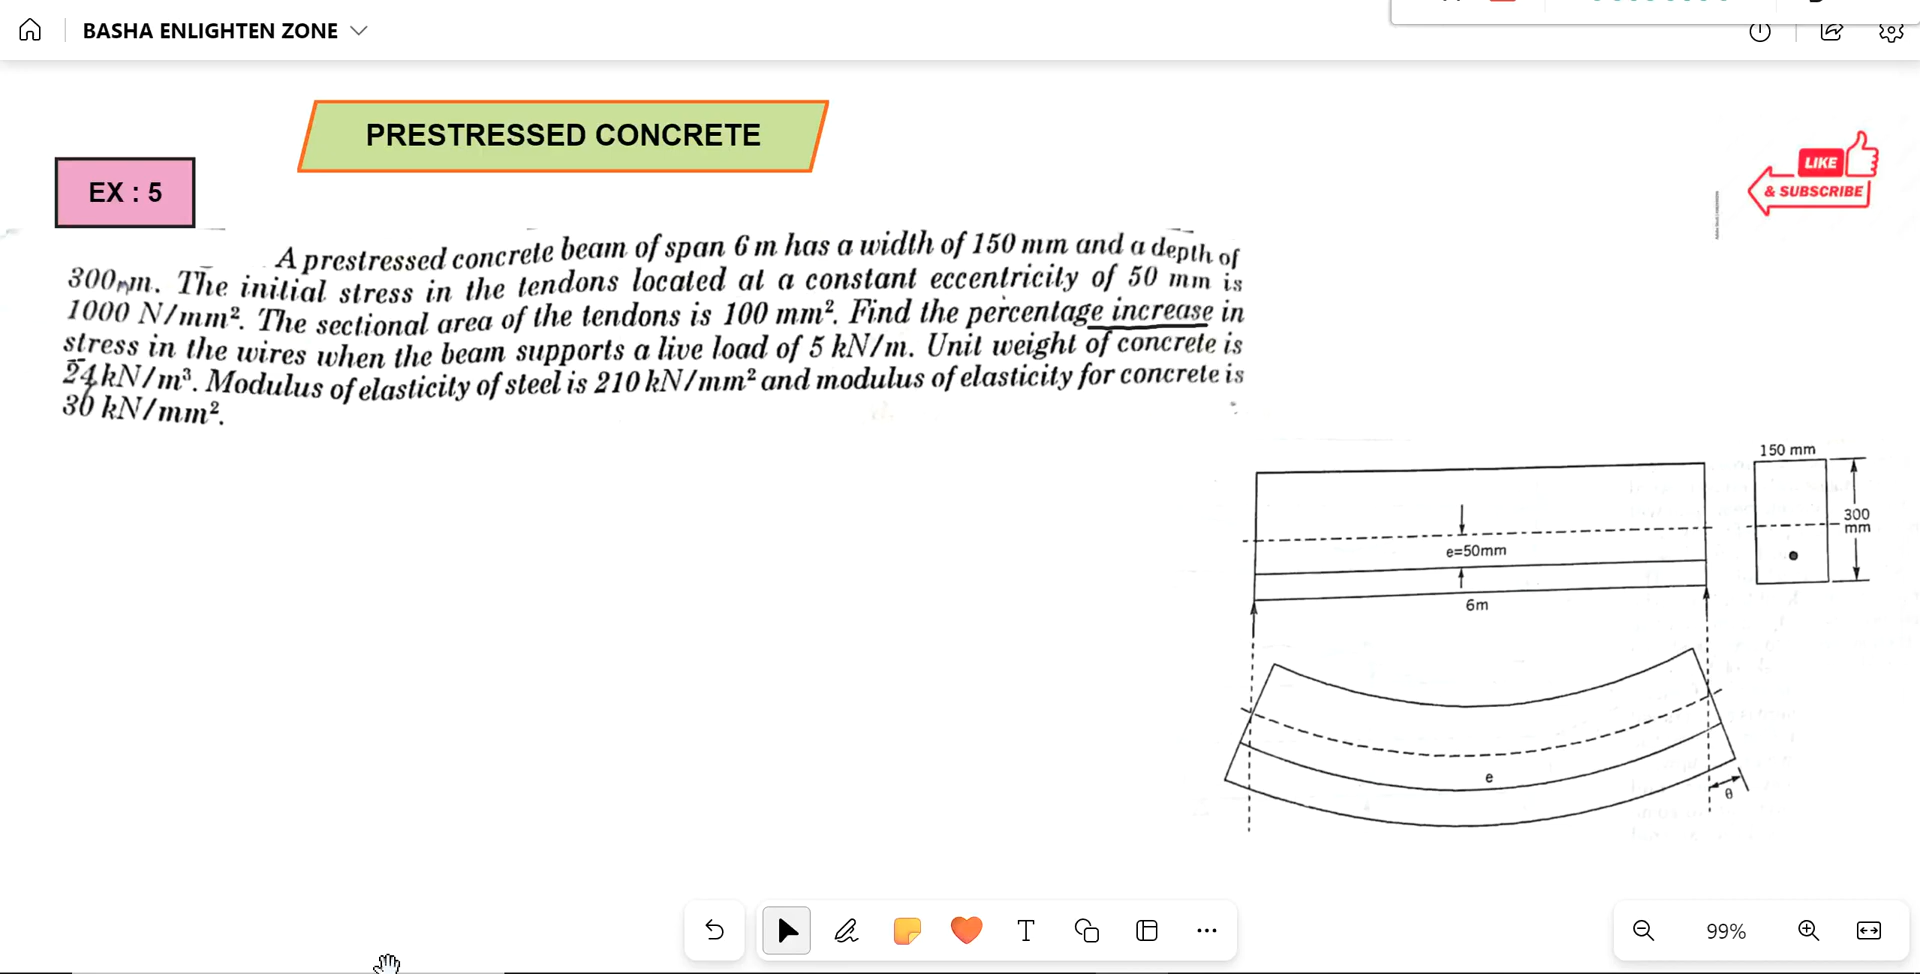 BASHA ENLIGHTEN ZONE
PRESTRESSED CONCRETE
EX : 5
LIKE
& SUBSCRIBE
A prestressed concrete beam of span 6 m has a width of 150 mm and a depth of
300mm. The initial stress in the tendons located at a constant eccentricity of 50 mm is
1000 N/mm². The sectional area of the tendons is 100 mm². Find the percentage increase in
stress in the wires when the beam supports a live load of 5 kN/m. Unit weight of concrete is
24kN/m³. Modulus of elasticity of steel is 210 kN/mm² and modulus of elasticity for concrete is
30 kN/mm².
150 mm
300
mm
e=50mm
6m
e
θ
T
99%